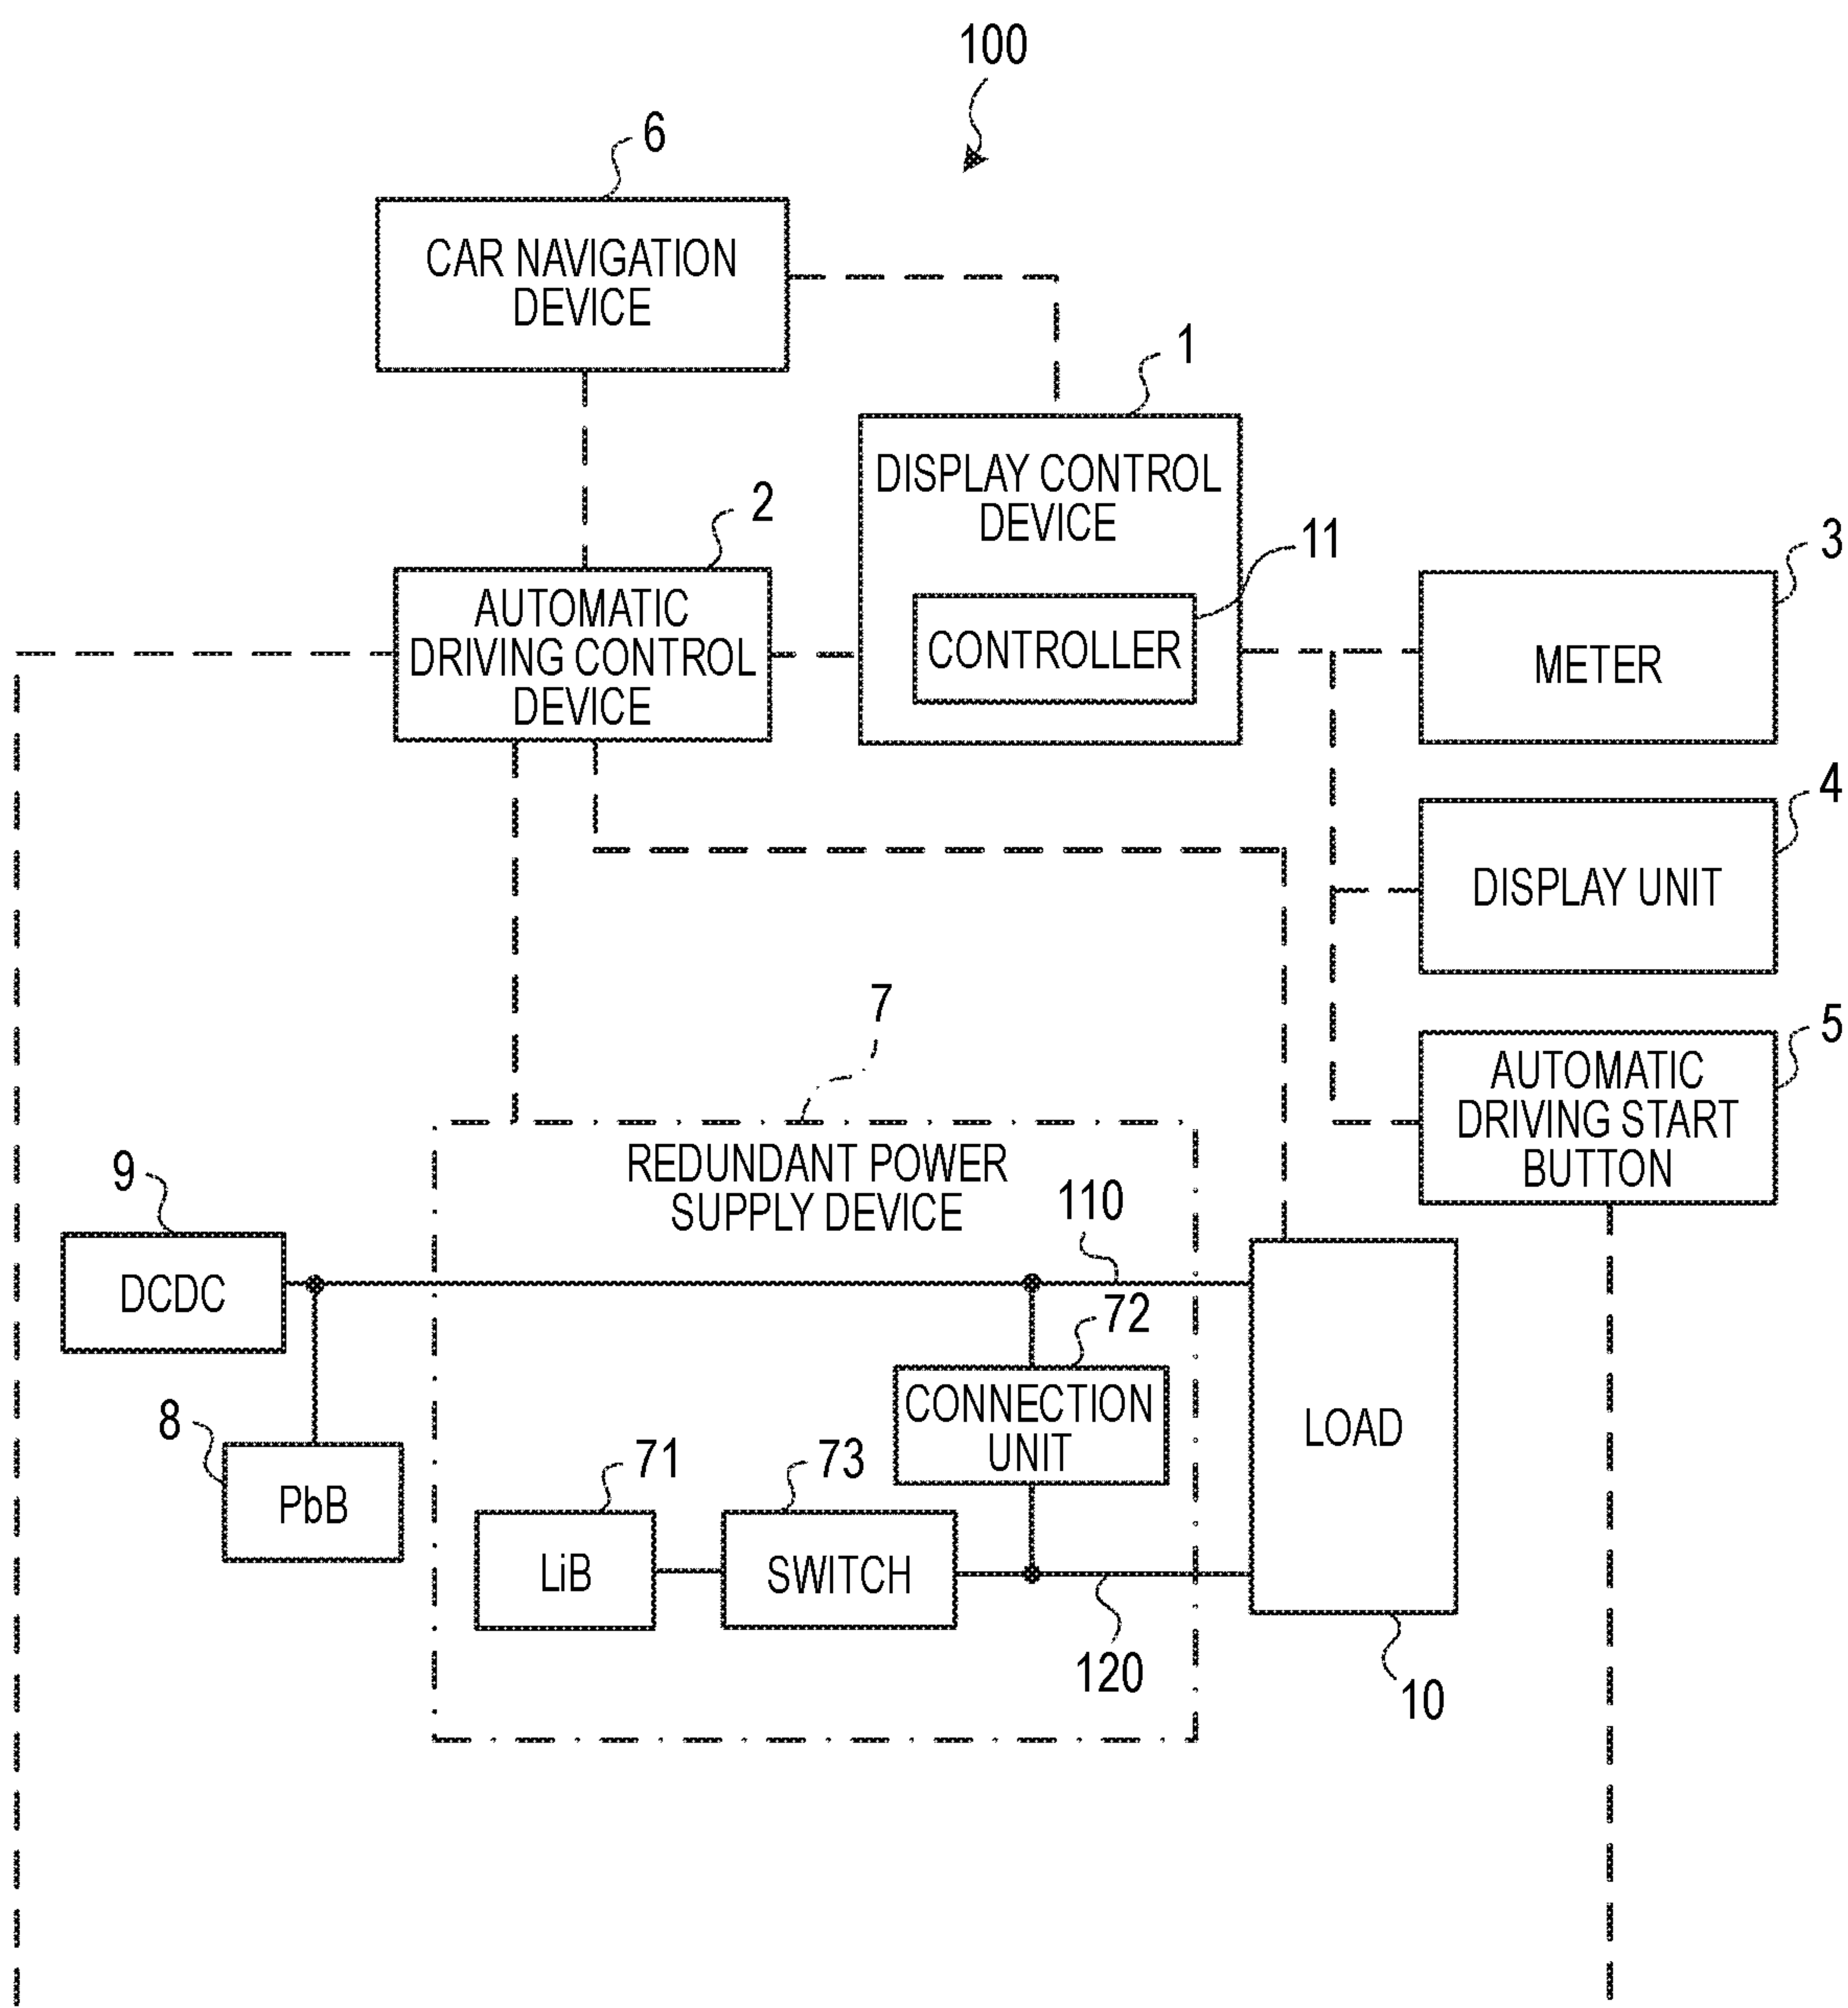 100
6
CAR NAVIGATION
DEVICE
1
DISPLAY CONTROL
DEVICE
2
11
3
AUTOMATIC
DRIVING CONTROL
DEVICE
CONTROLLER
METER
4
DISPLAY UNIT
7
5
AUTOMATIC
DRIVING START
BUTTON
REDUNDANT POWER
SUPPLY DEVICE
9
110
DCDC
72
CONNECTION
UNIT
LOAD
8
PbB
71
73
LiB
SWITCH
120
10